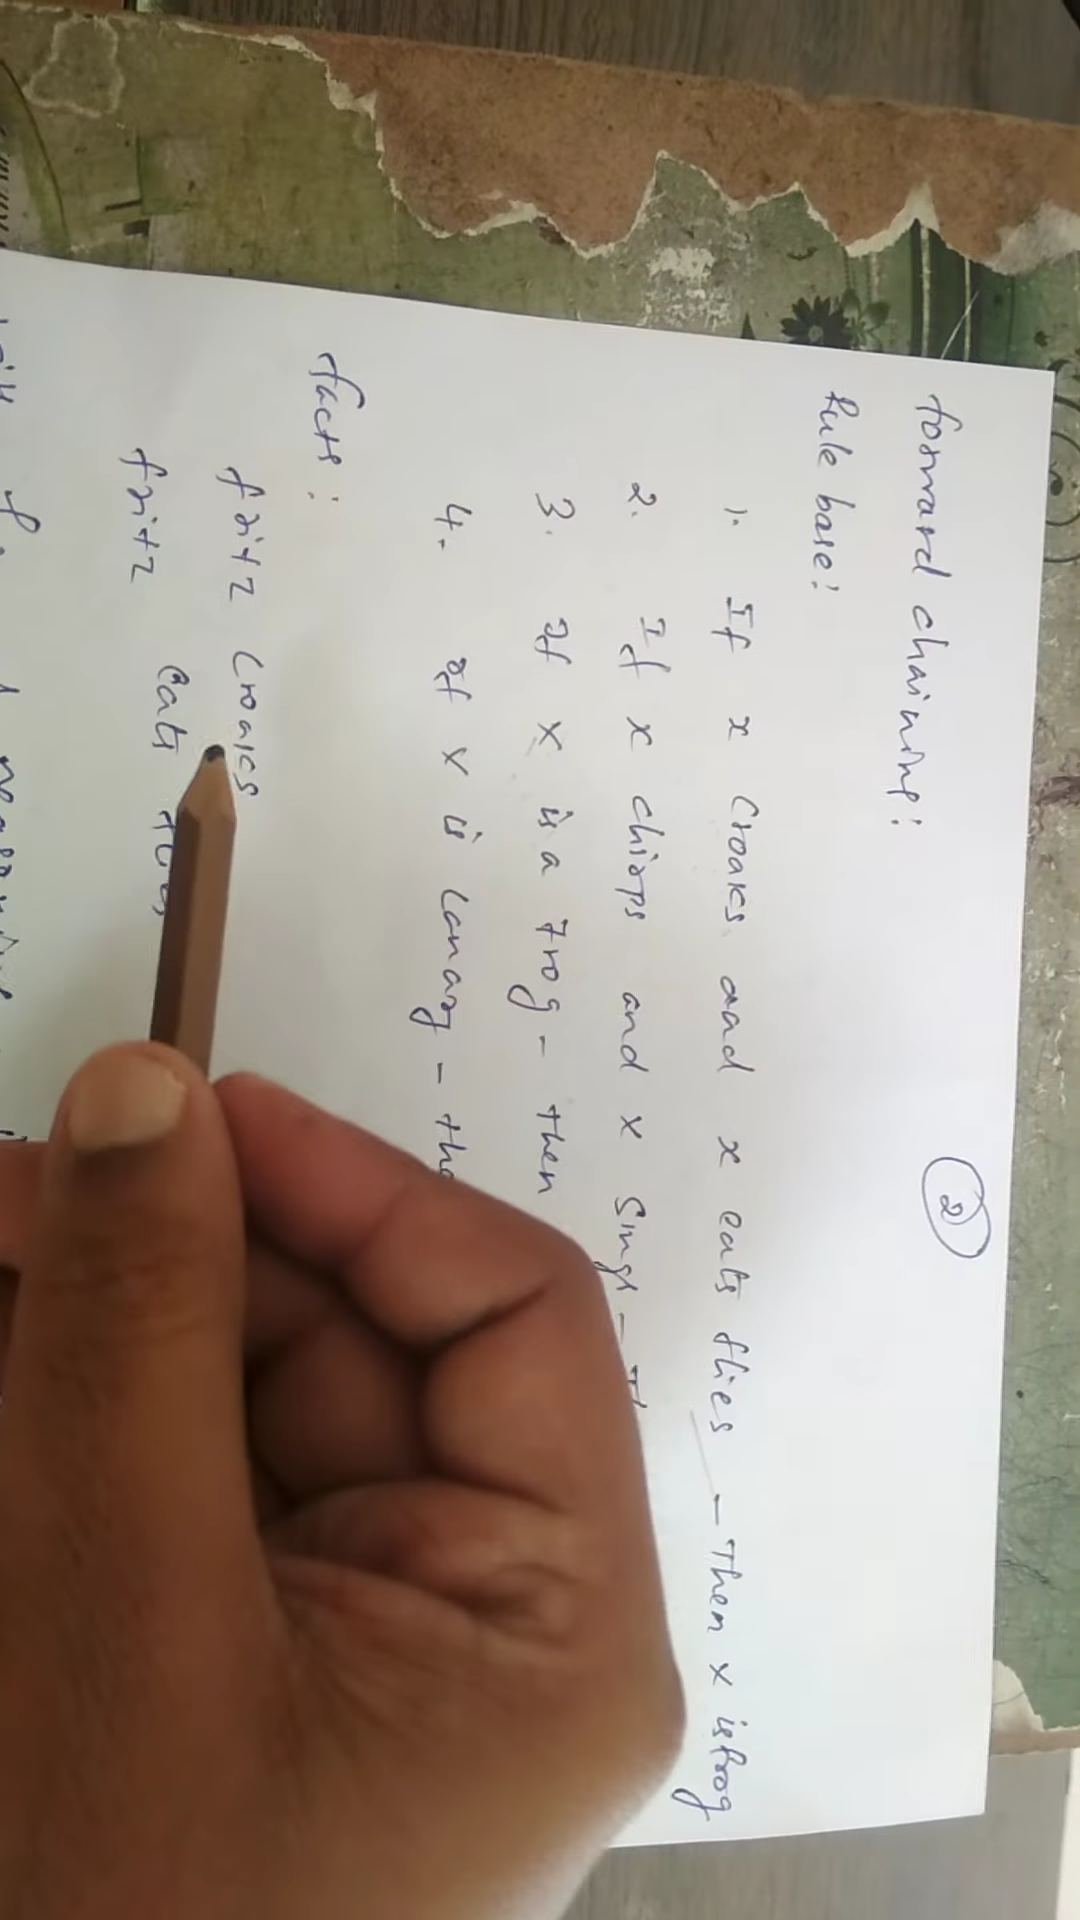 ②
forward chaining:
Rule base:
1. If x croaks and x eats flies - Then x is frog
2. If x chirps and x Sings -
3. If x is a frog - then
4. If x is Canary -
facts:
fritz croaks
fritz eats